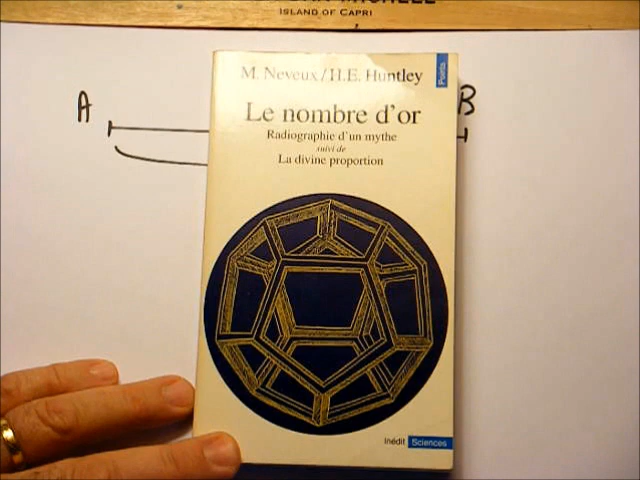 ISLAND OF CAPRI
A
B
Points
M. Neveux/H.E. Huntley
Le nombre d'or
Radiographie d'un mythe
suivi de
La divine proportion
Inédit Sciences